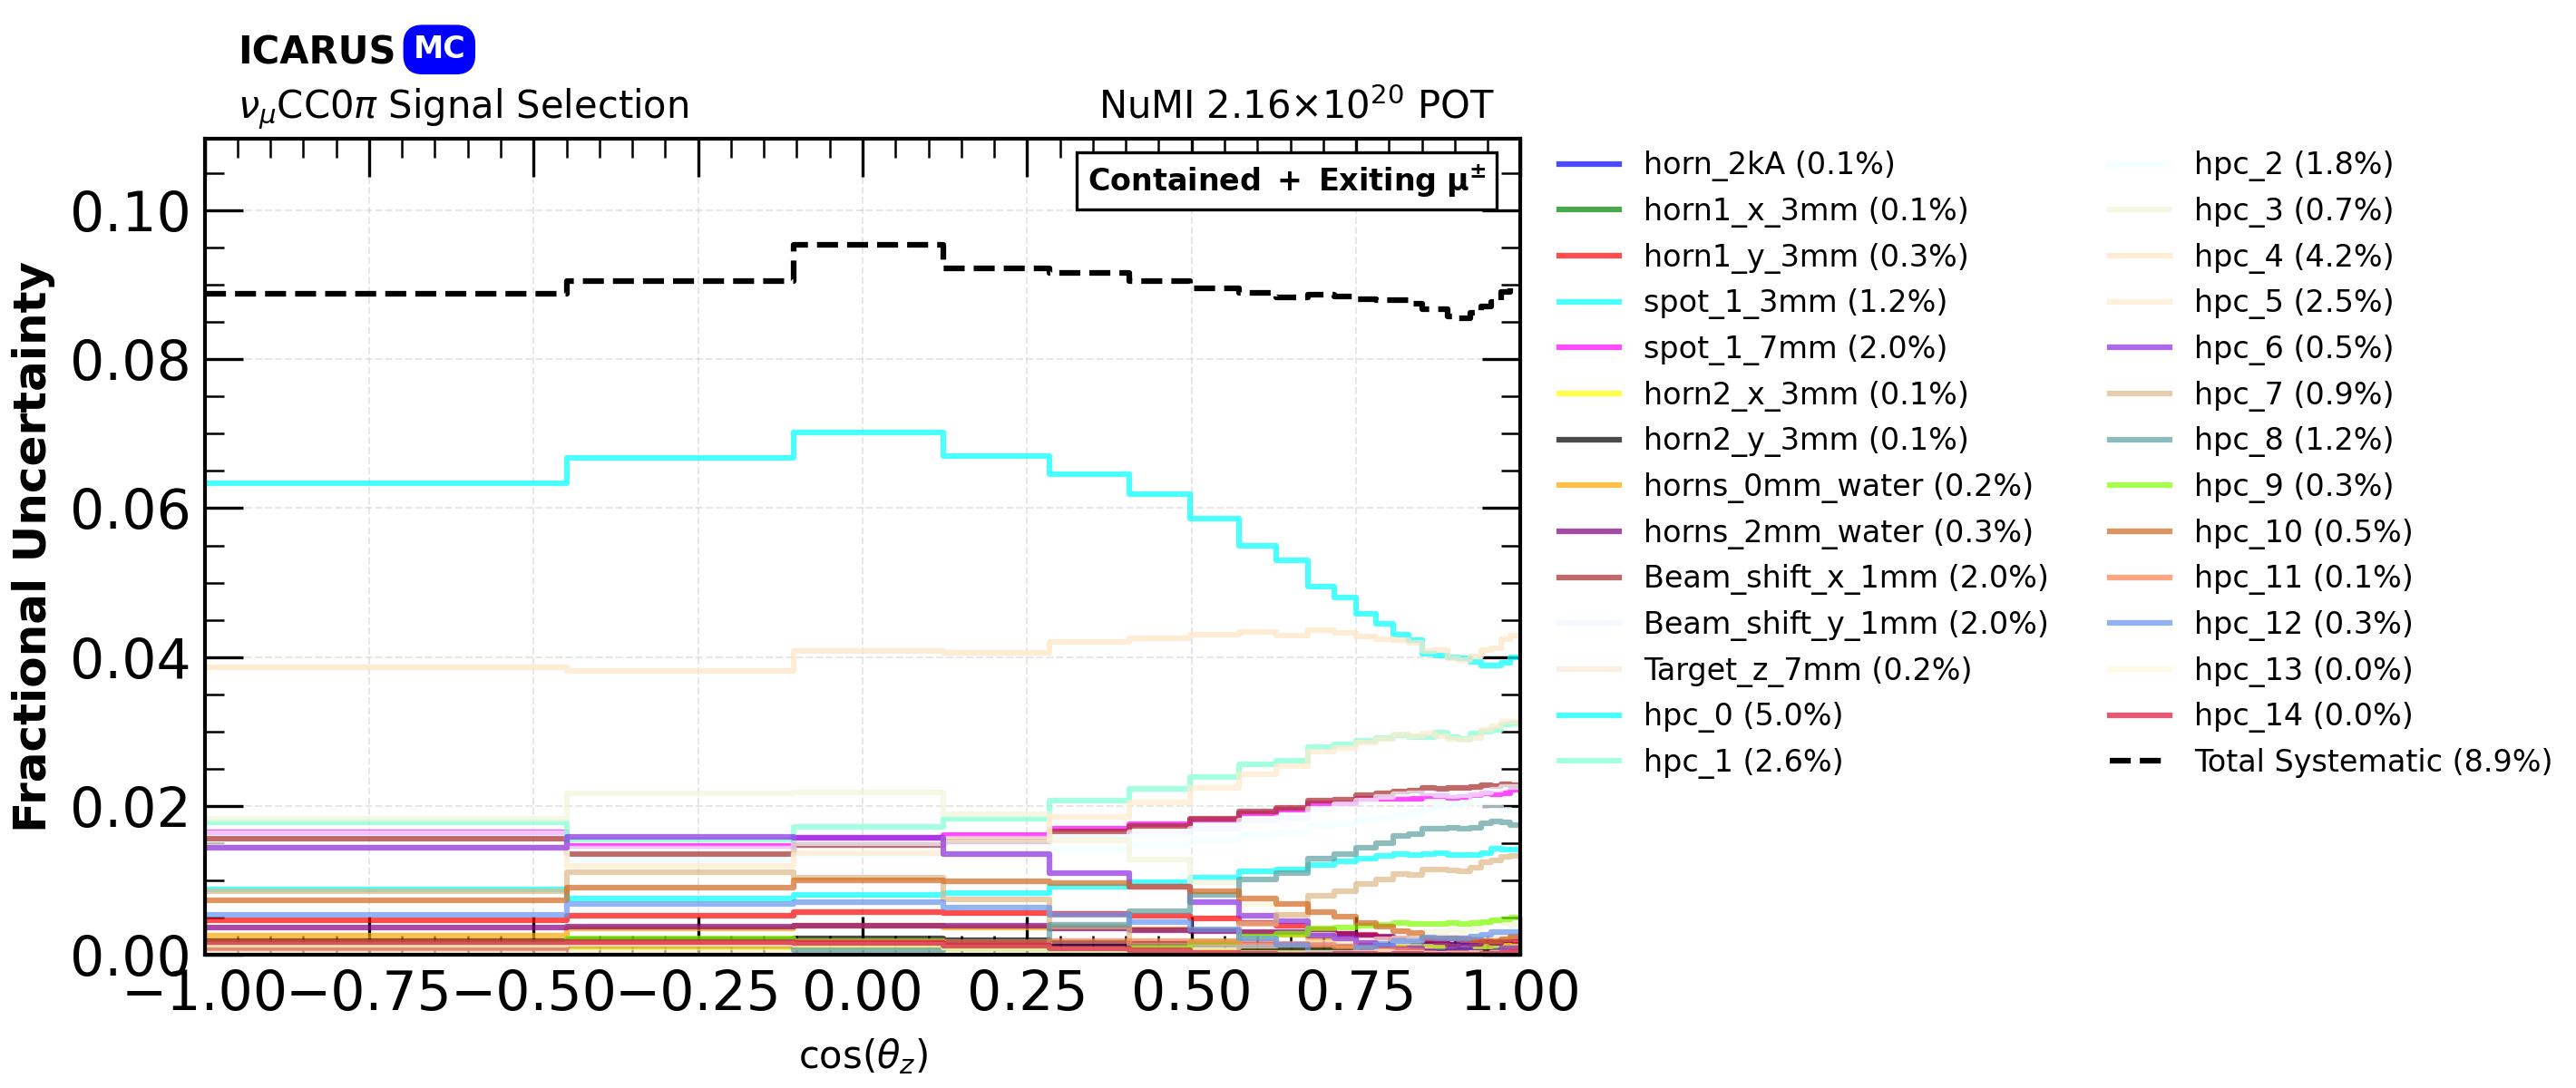 ICARUS MC
νμCC0π Signal Selection
NuMI 2.16×10²⁰ POT
Contained + Exiting μ±
Fractional Uncertainty
0.10
0.08
0.06
0.04
0.02
0.00
−1.00 −0.75 −0.50 −0.25 0.00 0.25 0.50 0.75 1.00
cos(θz)
horn_2kA (0.1%)
horn1_x_3mm (0.1%)
horn1_y_3mm (0.3%)
spot_1_3mm (1.2%)
spot_1_7mm (2.0%)
horn2_x_3mm (0.1%)
horn2_y_3mm (0.1%)
horns_0mm_water (0.2%)
horns_2mm_water (0.3%)
Beam_shift_x_1mm (2.0%)
Beam_shift_y_1mm (2.0%)
Target_z_7mm (0.2%)
hpc_0 (5.0%)
hpc_1 (2.6%)
hpc_2 (1.8%)
hpc_3 (0.7%)
hpc_4 (4.2%)
hpc_5 (2.5%)
hpc_6 (0.5%)
hpc_7 (0.9%)
hpc_8 (1.2%)
hpc_9 (0.3%)
hpc_10 (0.5%)
hpc_11 (0.1%)
hpc_12 (0.3%)
hpc_13 (0.0%)
hpc_14 (0.0%)
Total Systematic (8.9%)